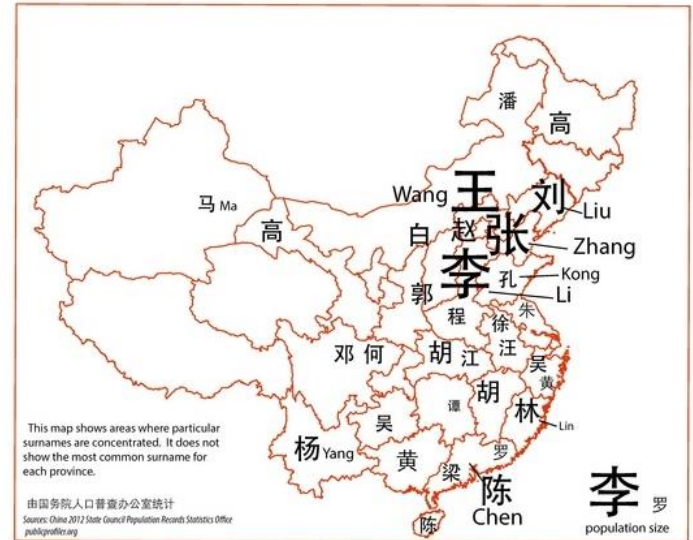 潘
高
Wang 王
刘
Liu
马 Ma
高
白
赵
张
Zhang
李
Li
孔
Kong
郭
程
朱
徐
汪
邓 何
胡 江
吴
黄
胡
谭
林
Lin
吴
杨 Yang
黄
梁
罗
陈
Chen
陈
This map shows areas where particular
surnames are concentrated. It does not
show the most common surname for
each province.
由国务院人口普查办公室统计
Sources: China 2012 State Council Population Records Statistics Office
publicprofiler.org
李 罗
population size